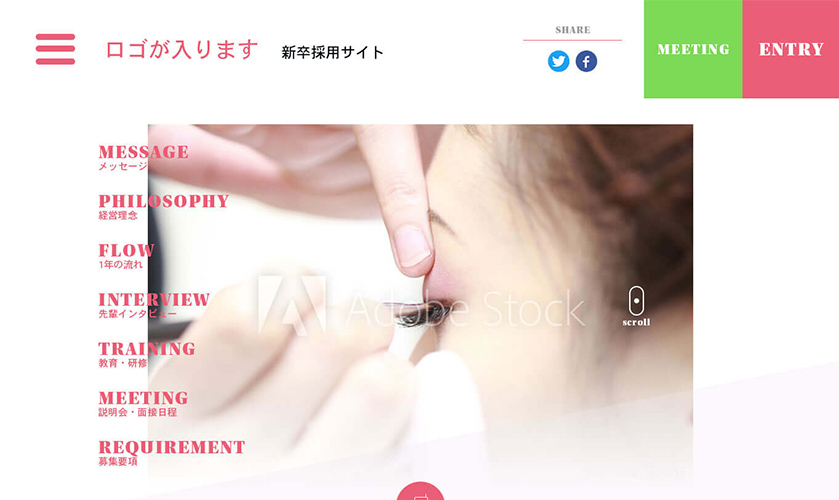 ロゴが入ります
新卒採用サイト
SHARE
MEETING
ENTRY
MESSAGE
メッセージ
PHILOSOPHY
経営理念
FLOW
1年の流れ
INTERVIEW
先輩インタビュー
TRAINING
教育・研修
MEETING
説明会・面接日程
REQUIREMENT
募集要項
Adobe Stock
scroll